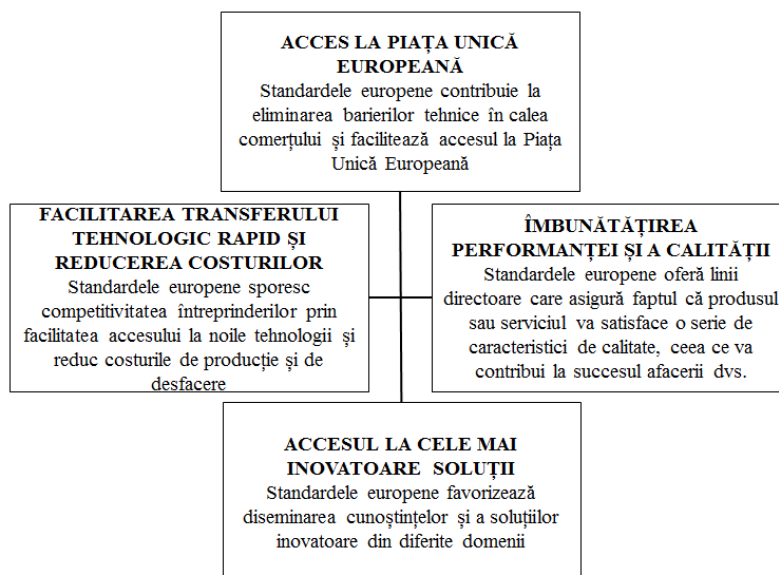 ACCES LA PIAȚA UNICĂ
EUROPEANĂ
Standardele europene contribuie la
eliminarea barierilor tehnice în calea
comerțului și facilitează accesul la Piața
Unică Europeană
FACILITAREA TRANSFERULUI
TEHNOLOGIC RAPID ȘI
REDUCEREA COSTURILOR
Standardele europene sporesc
competitivitatea întreprinderilor prin
facilitatea accesului la noile tehnologii și
reduc costurile de producție și de
desfacere
ÎMBUNĂTĂȚIREA
PERFORMANȚEI ȘI A CALITĂȚII
Standardele europene oferă linii
directoare care asigură faptul că produsul
sau serviciul va satisface o serie de
caracteristici de calitate, ceea ce va
contribui la succesul afacerii dvs.
ACCESUL LA CELE MAI
INOVATOARE SOLUȚII
Standardele europene favorizează
diseminarea cunoștințelor și a soluțiilor
inovatoare din diferite domenii